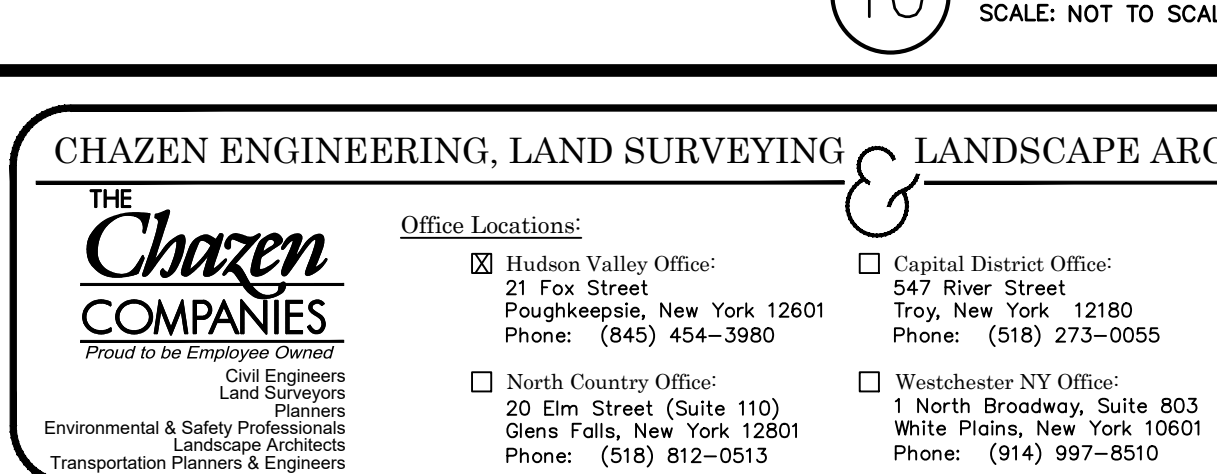 10
SCALE: NOT TO SCAL
CHAZEN ENGINEERING, LAND SURVEYING & LANDSCAPE ARC
THE
Chazen
COMPANIES
Proud to be Employee Owned
Civil Engineers
Land Surveyors
Planners
Environmental & Safety Professionals
Landscape Architects
Transportation Planners & Engineers
Office Locations:
Hudson Valley Office:
21 Fox Street
Poughkeepsie, New York 12601
Phone: (845) 454-3980
North Country Office:
20 Elm Street (Suite 110)
Glens Falls, New York 12801
Phone: (518) 812-0513
Capital District Office:
547 River Street
Troy, New York 12180
Phone: (518) 273-0055
Westchester NY Office:
1 North Broadway, Suite 803
White Plains, New York 10601
Phone: (914) 997-8510